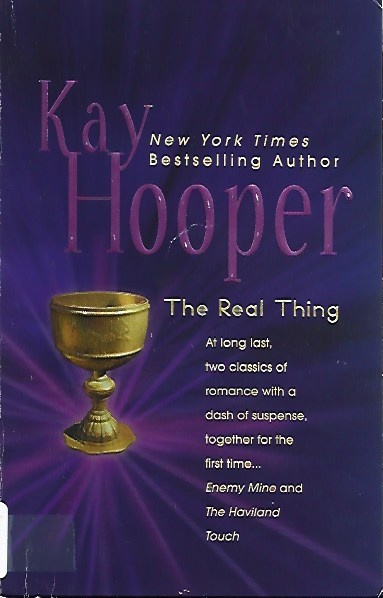 Kay
New York Times
Bestselling Author
Hooper
The Real Thing
At long last,
two classics of
romance with a
dash of suspense,
together for the
first time...
Enemy Mine and
The Haviland
Touch